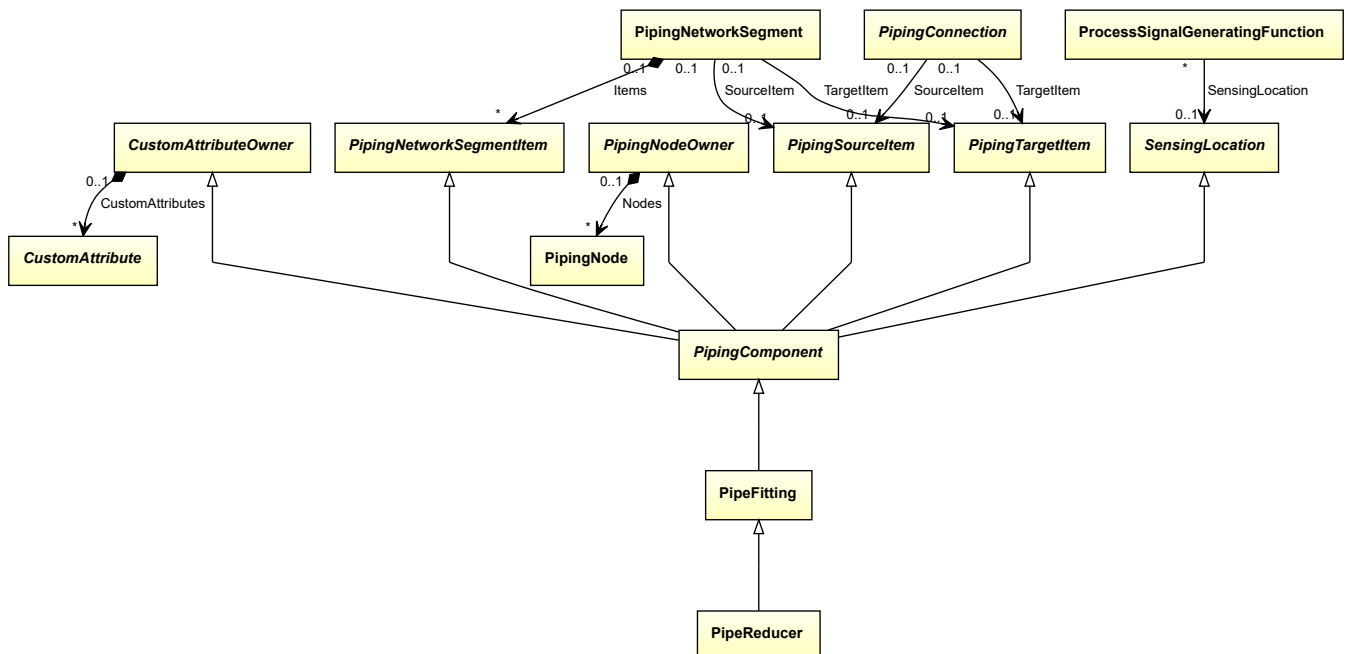 PipingNetworkSegment
PipingConnection
ProcessSignalGeneratingFunction
0..1
0..1
0..1
0..1
0..1
*
Items
SourceItem
TargetItem
SourceItem
TargetItem
SensingLocation
*
0..1
0..1
0..1
0..1
0..1
CustomAttributeOwner
PipingNetworkSegmentItem
PipingNodeOwner
PipingSourceItem
PipingTargetItem
SensingLocation
0..1
0..1
CustomAttributes
Nodes
*
*
CustomAttribute
PipingNode
PipingComponent
PipeFitting
PipeReducer